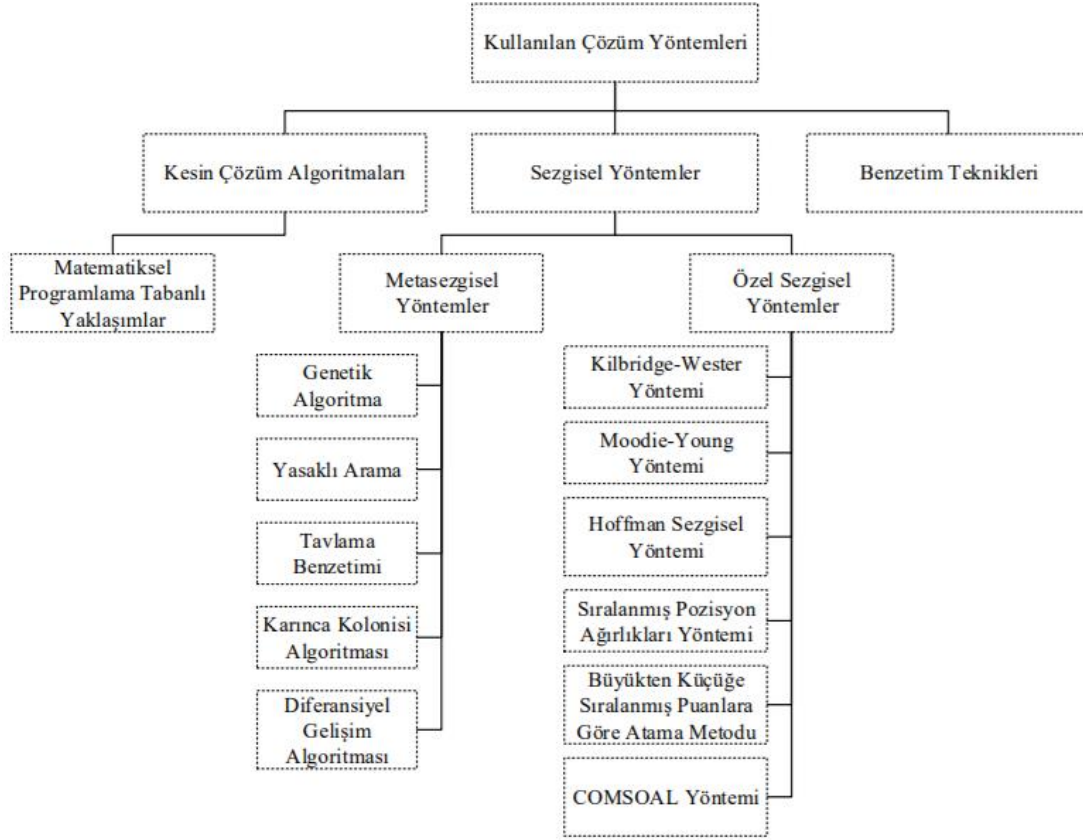 Kullanılan Çözüm Yöntemleri
Kesin Çözüm Algoritmaları
Sezgisel Yöntemler
Benzetim Teknikleri
Matematiksel
Programlama Tabanlı
Yaklaşımlar
Metasezgisel
Yöntemler
Özel Sezgisel
Yöntemler
Genetik
Algoritma
Yasaklı Arama
Tavlama
Benzetimi
Karınca Kolonisi
Algoritması
Diferansiyel
Gelişim
Algoritması
Kilbridge-Wester
Yöntemi
Moodie-Young
Yöntemi
Hoffman Sezgisel
Yöntemi
Sıralanmış Pozisyon
Ağırlıkları Yöntemi
Büyükten Küçüğe
Sıralanmış Puanlara
Göre Atama Metodu
COMSOAL Yöntemi